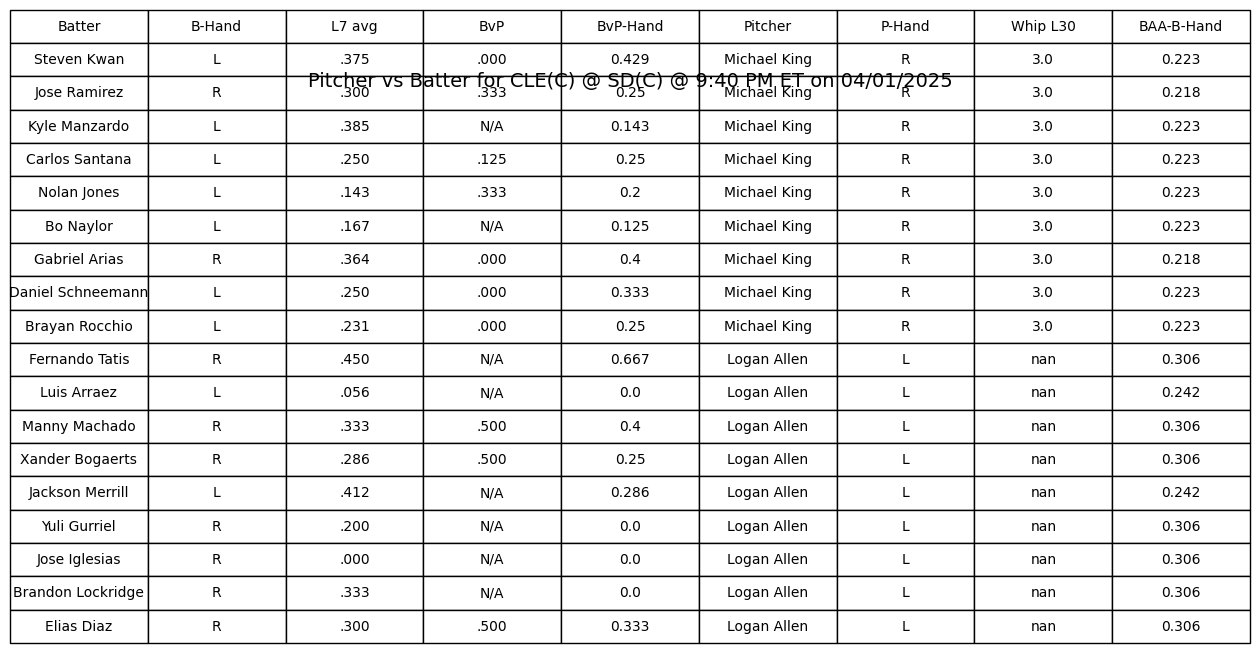 Batter B-Hand L7 avg BvP BvP-Hand Pitcher P-Hand Whip L30 BAA-B-Hand
Steven Kwan L .375 .000 0.429 Michael King R 3.0 0.223
Pitcher vs Batter for CLE(C) @ SD(C) @ 9:40 PM ET on 04/01/2025
Jose Ramirez R .300 .333 0.25 Michael King R 3.0 0.218
Kyle Manzardo L .385 N/A 0.143 Michael King R 3.0 0.223
Carlos Santana L .250 .125 0.25 Michael King R 3.0 0.223
Nolan Jones L .143 .333 0.2 Michael King R 3.0 0.223
Bo Naylor L .167 N/A 0.125 Michael King R 3.0 0.223
Gabriel Arias R .364 .000 0.4 Michael King R 3.0 0.218
Daniel Schneemann L .250 .000 0.333 Michael King R 3.0 0.223
Brayan Rocchio L .231 .000 0.25 Michael King R 3.0 0.223
Fernando Tatis R .450 N/A 0.667 Logan Allen L nan 0.306
Luis Arraez L .056 N/A 0.0 Logan Allen L nan 0.242
Manny Machado R .333 .500 0.4 Logan Allen L nan 0.306
Xander Bogaerts R .286 .500 0.25 Logan Allen L nan 0.306
Jackson Merrill L .412 N/A 0.286 Logan Allen L nan 0.242
Yuli Gurriel R .200 N/A 0.0 Logan Allen L nan 0.306
Jose Iglesias R .000 N/A 0.0 Logan Allen L nan 0.306
Brandon Lockridge R .333 N/A 0.0 Logan Allen L nan 0.306
Elias Diaz R .300 .500 0.333 Logan Allen L nan 0.306